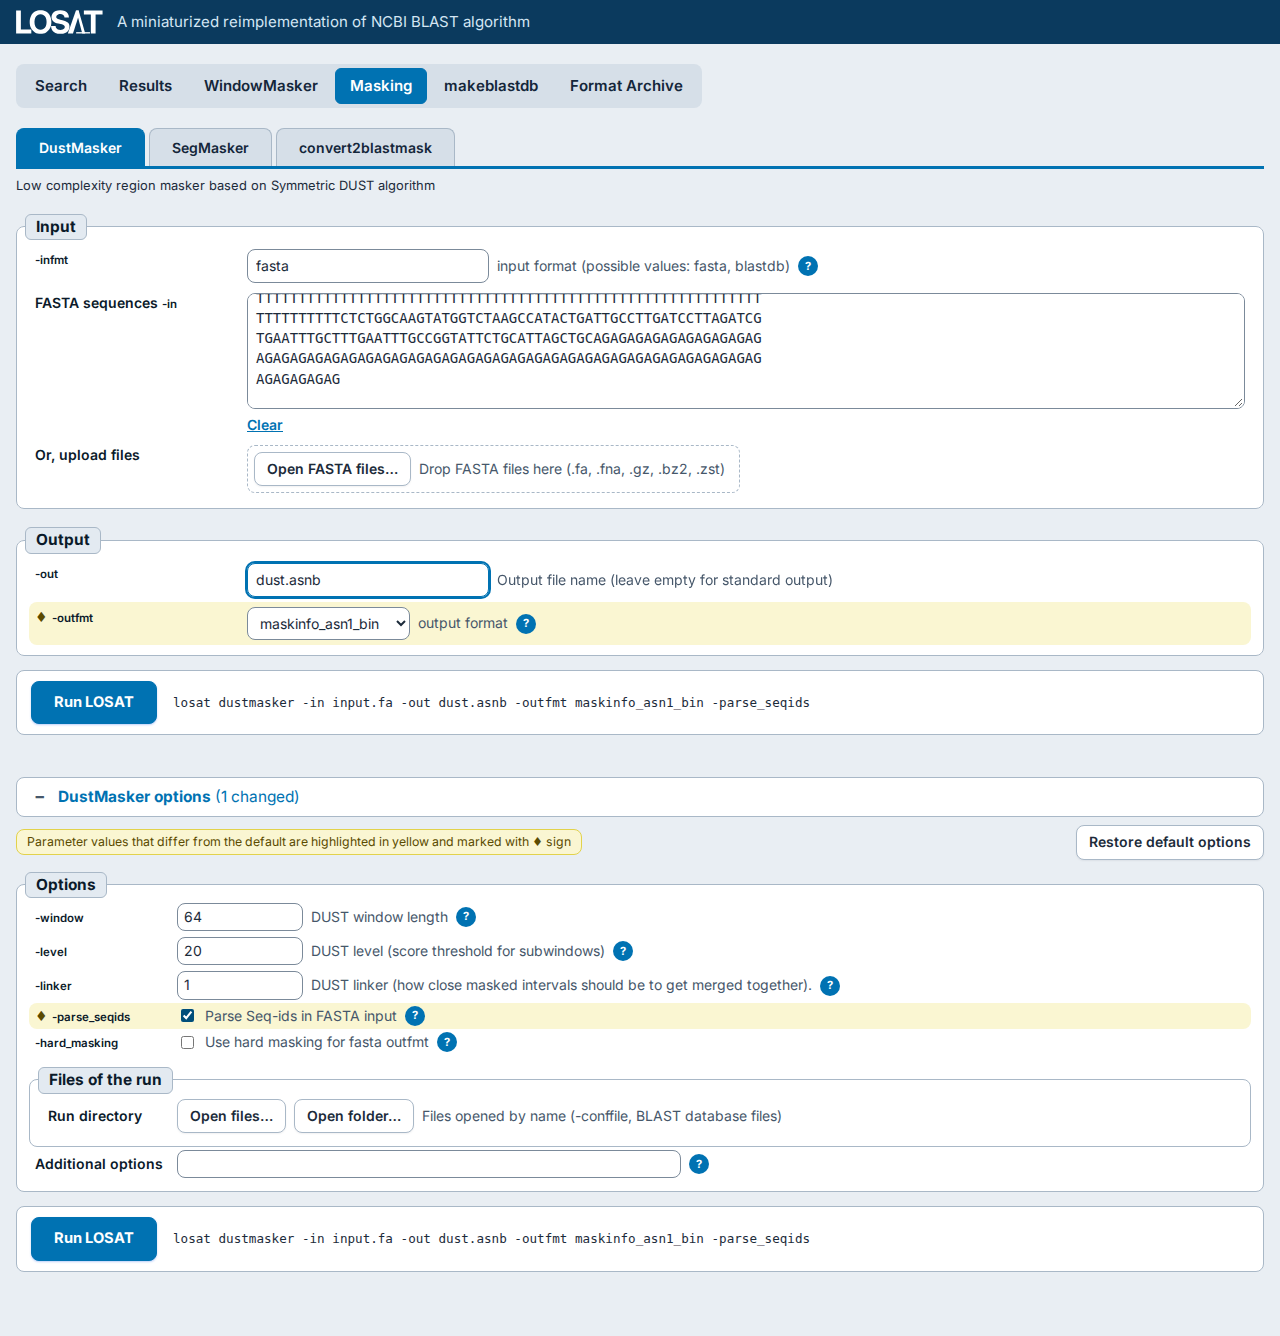 LOSAT A miniaturized reimplementation of NCBI BLAST algorithm
Search Results WindowMasker Masking makeblastdb Format Archive
DustMasker SegMasker convert2blastmask
Low complexity region masker based on Symmetric DUST algorithm
Input
-infmt fasta input format (possible values: fasta, blastdb) ?
FASTA sequences -in
TTTTTTTTTTCTCTGGCAAGTATGGTCTAAGCCATACTGATTGCCTTGATCCTTAGATCG
TGAATTTGCTTTGAATTTGCCGGTATTCTGCATTAGCTGCAGAGAGAGAGAGAGAGAGAG
AGAGAGAGAGAGAGAGAGAGAGAGAGAGAGAGAGAGAGAGAGAGAGAGAGAGAGAGAGAG
AGAGAGAGAG
Clear
Or, upload files Open FASTA files... Drop FASTA files here (.fa, .fna, .gz, .bz2, .zst)
Output
-out dust.asnb Output file name (leave empty for standard output)
♦ -outfmt maskinfo_asn1_bin output format ?
Run LOSAT losat dustmasker -in input.fa -out dust.asnb -outfmt maskinfo_asn1_bin -parse_seqids
− DustMasker options (1 changed)
Parameter values that differ from the default are highlighted in yellow and marked with ♦ sign Restore default options
Options
-window 64 DUST window length ?
-level 20 DUST level (score threshold for subwindows) ?
-linker 1 DUST linker (how close masked intervals should be to get merged together). ?
♦ -parse_seqids Parse Seq-ids in FASTA input ?
-hard_masking Use hard masking for fasta outfmt ?
Files of the run
Run directory Open files... Open folder... Files opened by name (-conffile, BLAST database files)
Additional options ?
Run LOSAT losat dustmasker -in input.fa -out dust.asnb -outfmt maskinfo_asn1_bin -parse_seqids